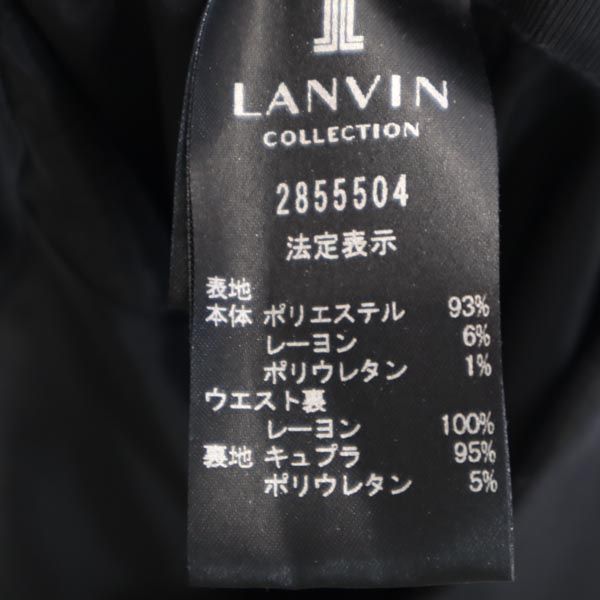 LANVIN
COLLECTION
2855504
法定表示
表地
本体 ポリエステル 93%
レーヨン 6%
ポリウレタン 1%
ウエスト裏
レーヨン 100%
裏地 キュプラ 95%
ポリウレタン 5%